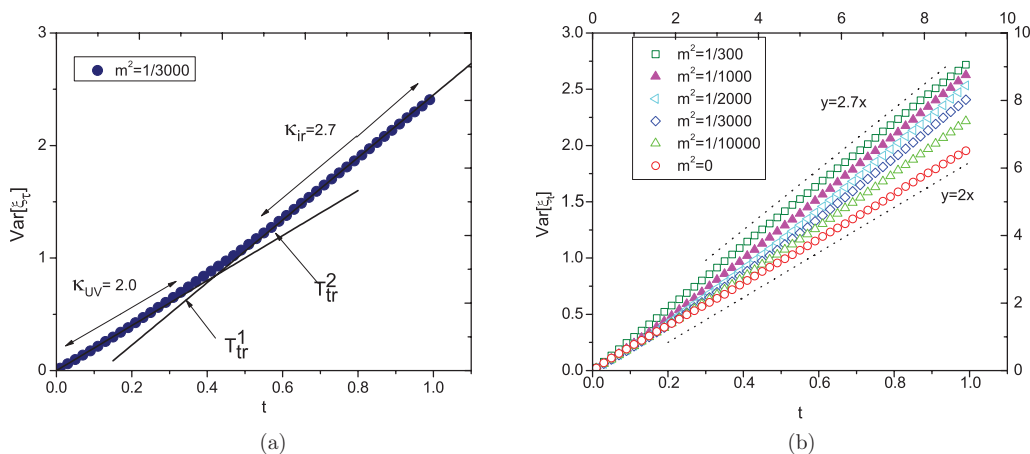 3
2
1
0
Var[ξτ]
0.0 0.2 0.4 0.6 0.8 1.0
t
m²=1/3000
κir=2.7
κUV= 2.0
T²tr
T¹tr
(a)
0 2 4 6 8 10
3.0
2.5
2.0
1.5
1.0
0.5
0.0
Var[ξt]
m²=1/300
m²=1/1000
m²=1/2000
m²=1/3000
m²=1/10000
m²=0
y=2.7x
y=2x
10
8
6
4
2
0
0.0 0.2 0.4 0.6 0.8 1.0
t
(b)